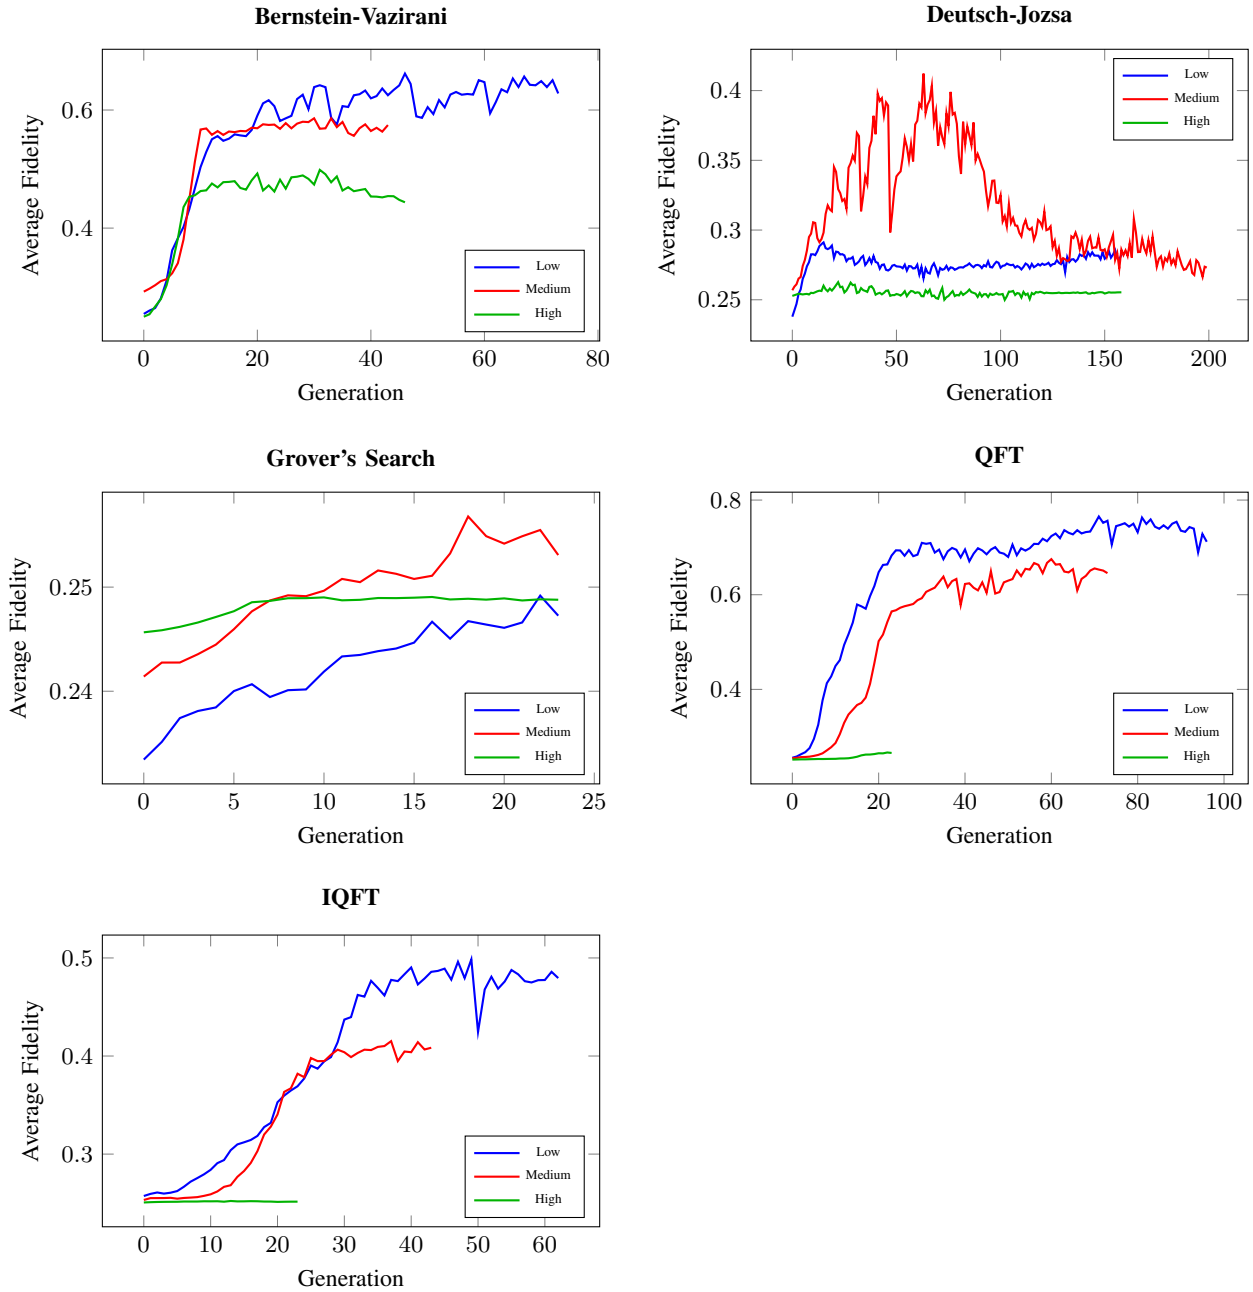 Bernstein-Vazirani
0.6
0.4
Average Fidelity
Low
Medium
High
0 20 40 60 80
Generation
Deutsch-Jozsa
0.4
0.35
0.3
0.25
Average Fidelity
Low
Medium
High
0 50 100 150 200
Generation
Grover's Search
0.25
0.24
Average Fidelity
Low
Medium
High
0 5 10 15 20 25
Generation
QFT
0.8
0.6
0.4
Average Fidelity
Low
Medium
High
0 20 40 60 80 100
Generation
IQFT
0.5
0.4
0.3
Average Fidelity
Low
Medium
High
0 10 20 30 40 50 60
Generation